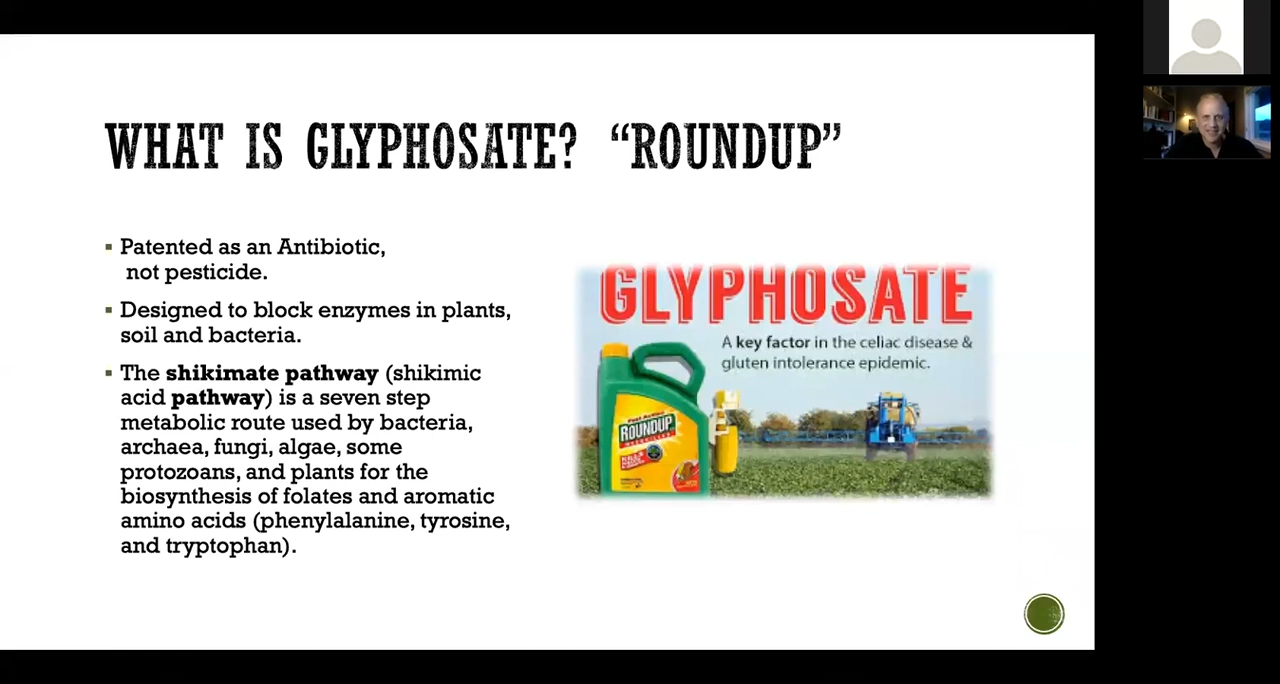 WHAT IS GLYPHOSATE? “ROUNDUP”
▪ Patented as an Antibiotic,
not pesticide.
▪ Designed to block enzymes in plants,
soil and bacteria.
▪ The shikimate pathway (shikimic
acid pathway) is a seven step
metabolic route used by bacteria,
archaea, fungi, algae, some
protozoans, and plants for the
biosynthesis of folates and aromatic
amino acids (phenylalanine, tyrosine,
and tryptophan).
GLYPHOSATE
A key factor in the celiac disease &
gluten intolerance epidemic.
ROUNDUP
KILLS